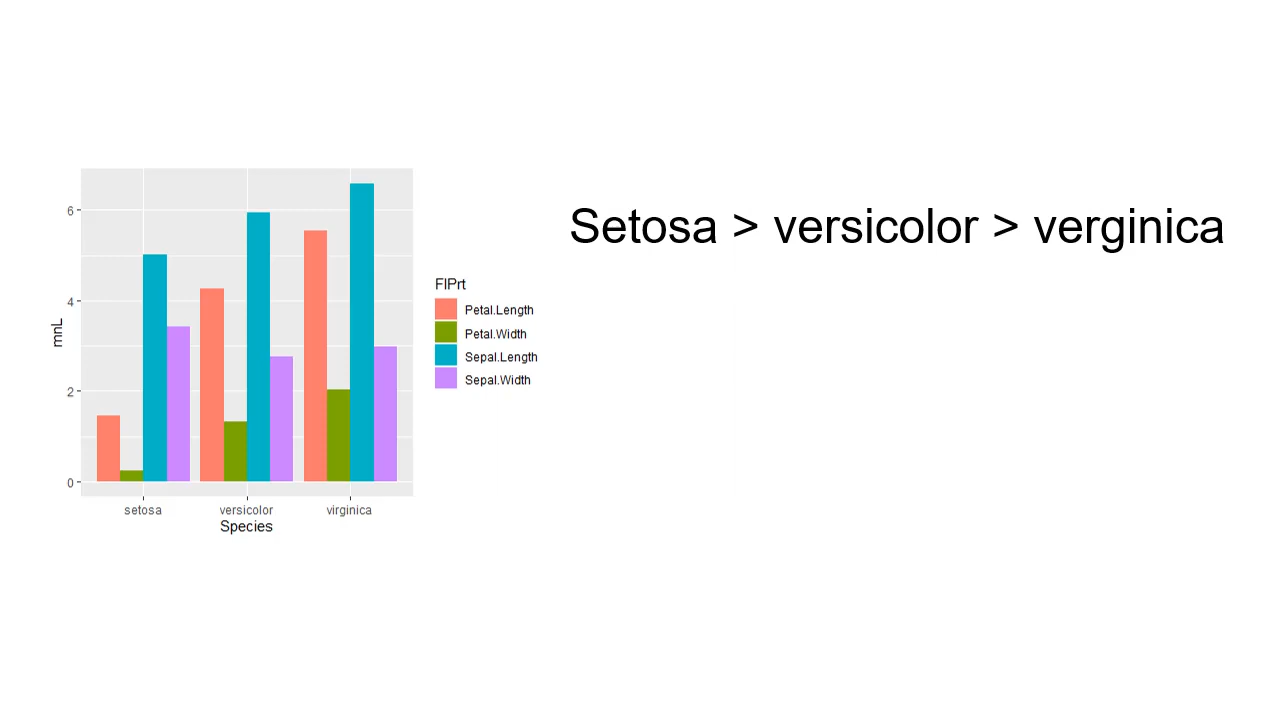 Setosa > versicolor > verginica
6
4
2
0
mnL
setosa versicolor virginica
Species
FlPrt
Petal.Length
Petal.Width
Sepal.Length
Sepal.Width